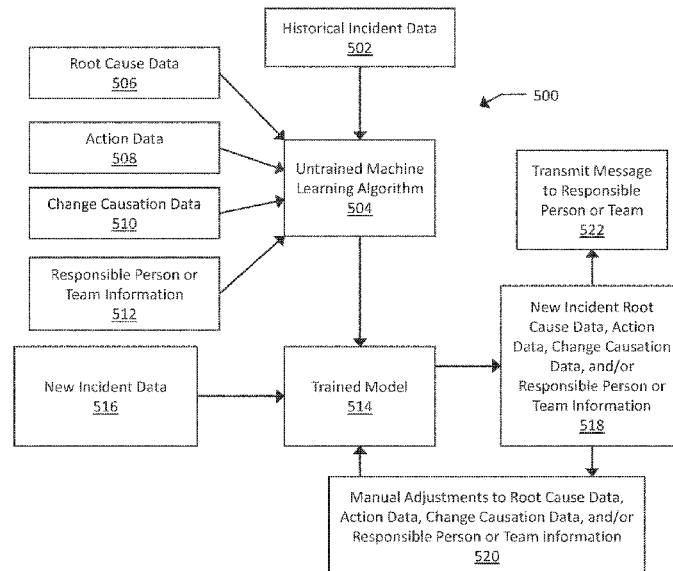 Historical Incident Data
502
Root Cause Data
506
500
Action Data
508
Untrained Machine
Learning Algorithm
504
Transmit Message
to Responsible
Person or Team
522
Change Causation Data
510
Responsible Person or
Team Information
512
New Incident Root
Cause Data, Action
Data, Change Causation
Data, and/or
Responsible Person or
Team Information
518
New Incident Data
516
Trained Model
514
Manual Adjustments to Root Cause Data,
Action Data, Change Causation Data, and/or
Responsible Person or Team information
520